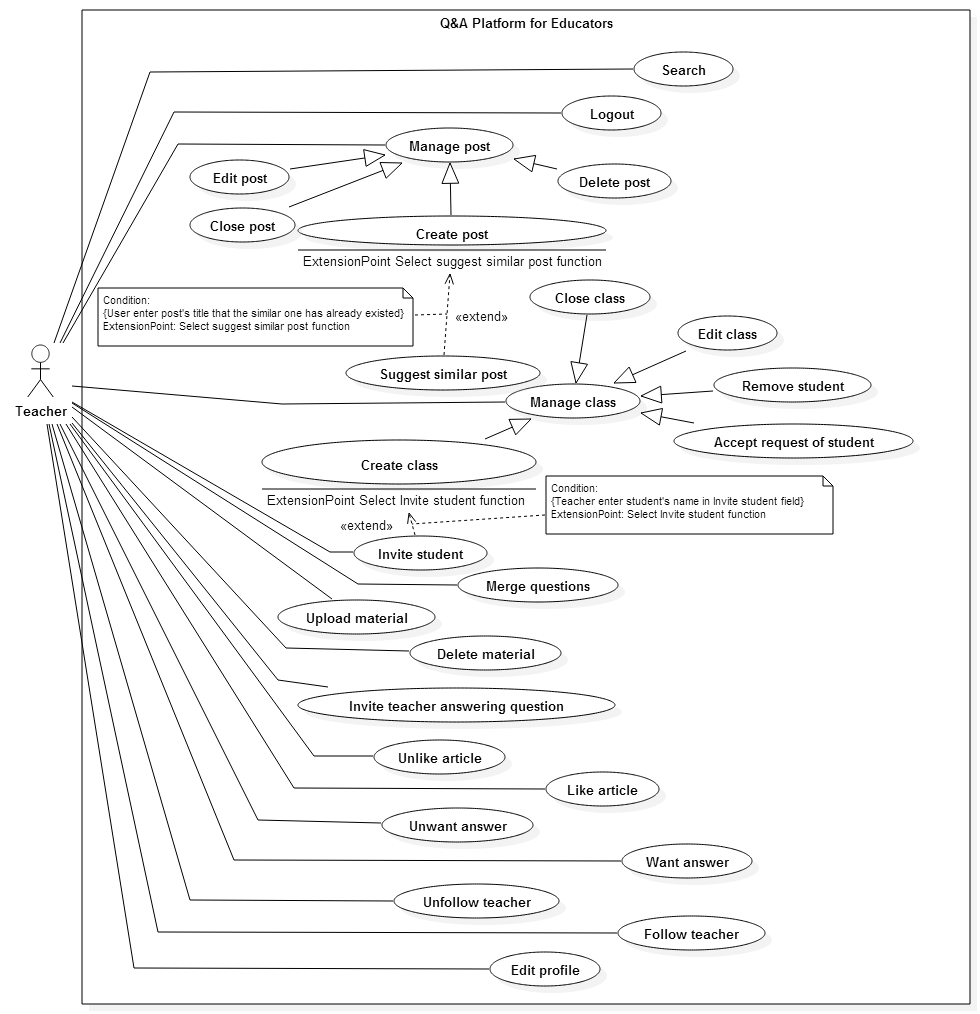 Q&A Platform for Educators
Search
Logout
Manage post
Edit post
Delete post
Close post
Create post
ExtensionPoint Select suggest similar post function
Close class
Condition:
{User enter post's title that the similar one has already existed}
ExtensionPoint: Select suggest similar post function
«extend»
Edit class
Suggest similar post
Remove student
Teacher
Manage class
Accept request of student
Create class
ExtensionPoint Select Invite student function
Condition:
{Teacher enter student's name in Invite student field}
ExtensionPoint: Select Invite student function
«extend»
Invite student
Merge questions
Upload material
Delete material
Invite teacher answering question
Unlike article
Like article
Unwant answer
Want answer
Unfollow teacher
Follow teacher
Edit profile